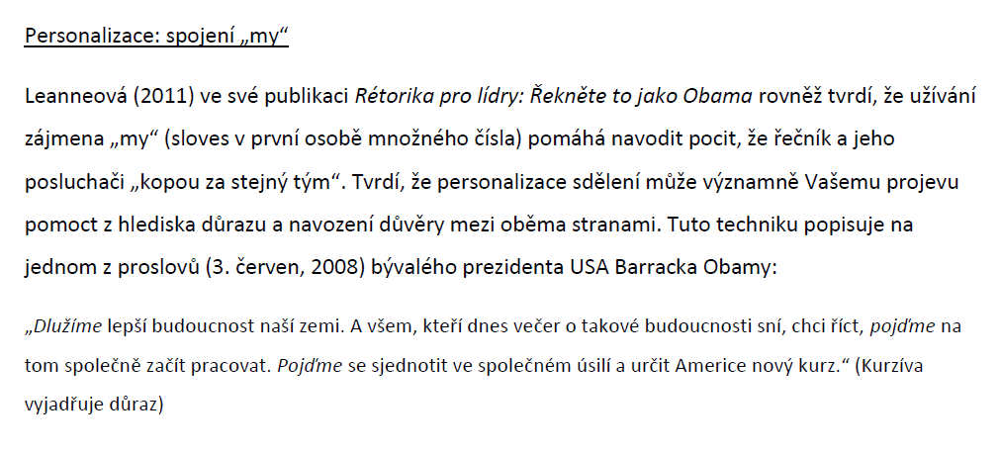 Personalizace: spojení „my“
Leanneová (2011) ve své publikaci Rétorika pro lídry: Řekněte to jako Obama rovněž tvrdí, že užívání
zájmena „my“ (sloves v první osobě množného čísla) pomáhá navodit pocit, že řečník a jeho
posluchači „kopou za stejný tým“. Tvrdí, že personalizace sdělení může významně Vašemu projevu
pomoct z hlediska důrazu a navození důvěry mezi oběma stranami. Tuto techniku popisuje na
jednom z proslovů (3. červen, 2008) bývalého prezidenta USA Barracka Obamy:
„Dlužíme lepší budoucnost naší zemi. A všem, kteří dnes večer o takové budoucnosti sní, chci říct, pojďme na
tom společně začít pracovat. Pojďme se sjednotit ve společném úsilí a určit Americe nový kurz.“ (Kurzíva
vyjadřuje důraz)